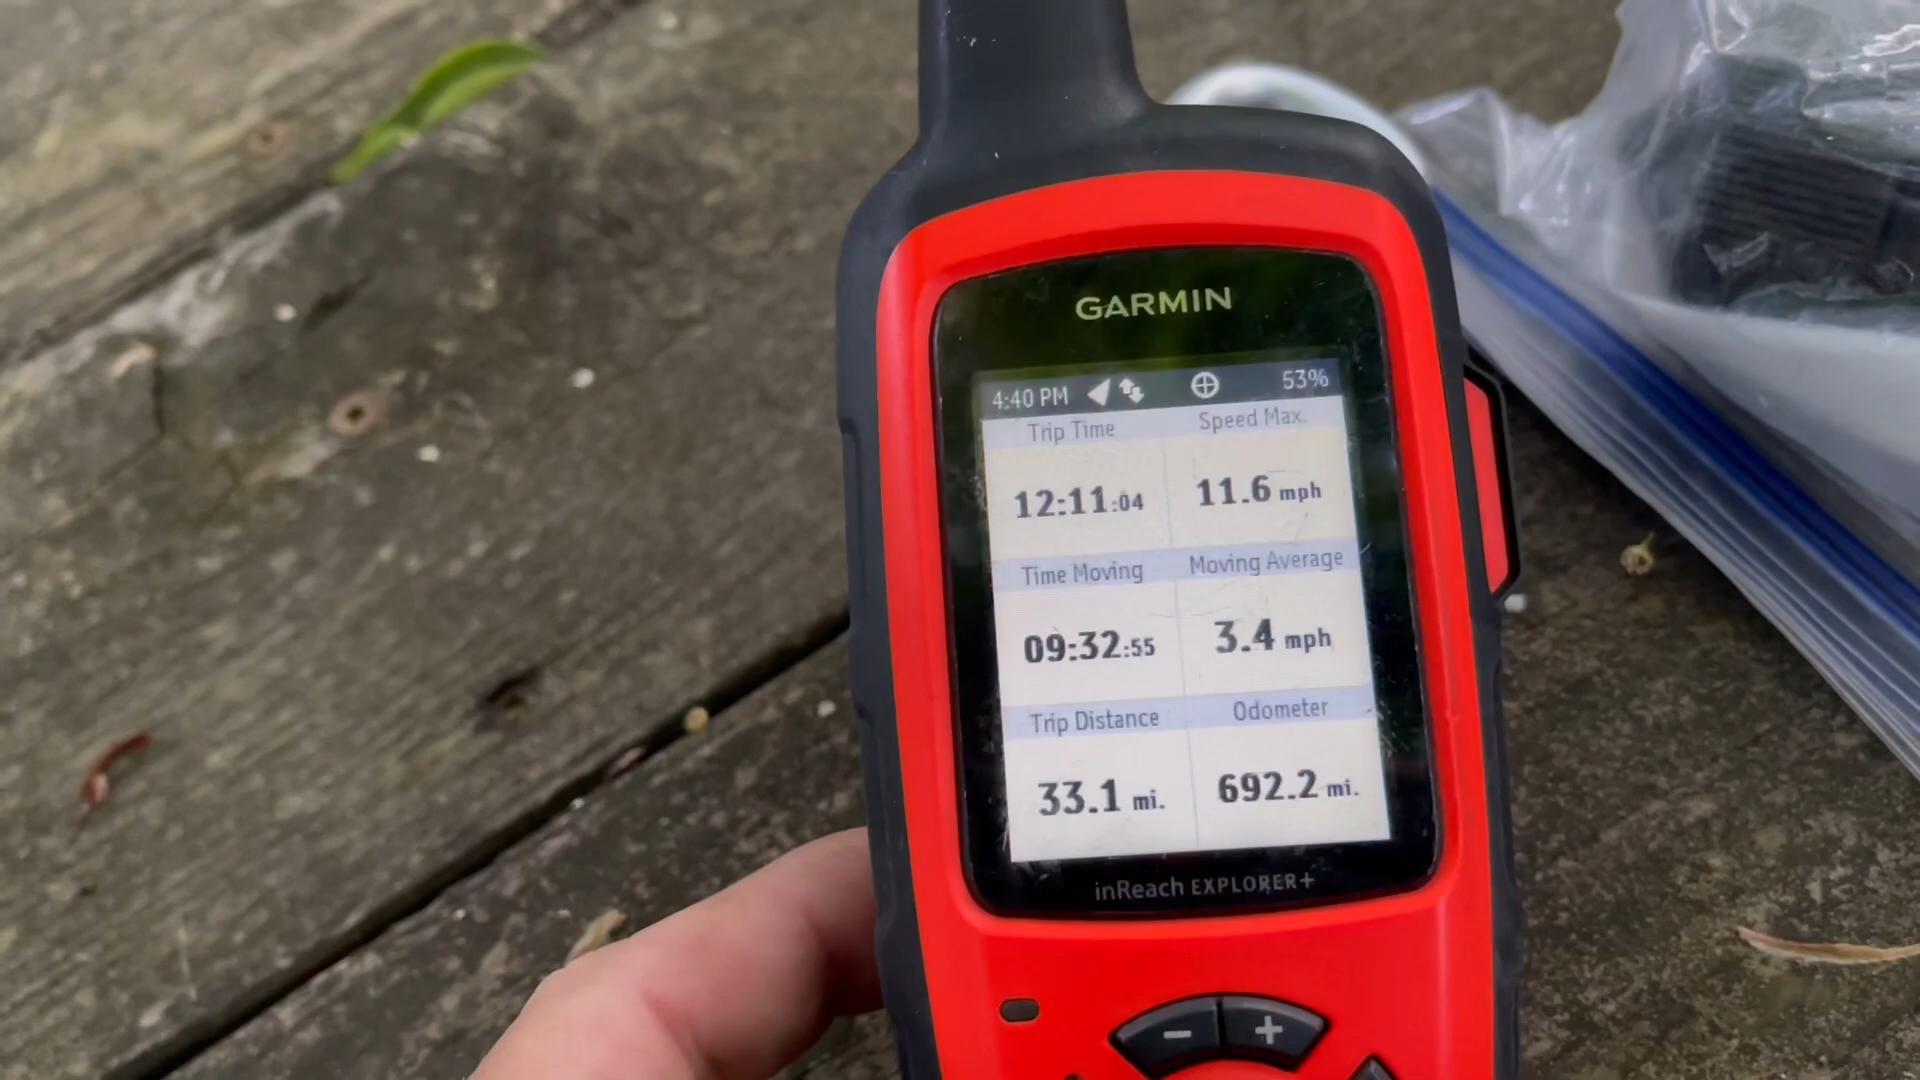 GARMIN
4:40 PM 53%
Trip Time Speed Max.
12:11:04 11.6 mph
Time Moving Moving Average
09:32:55 3.4 mph
Trip Distance Odometer
33.1 mi. 692.2 mi.
inReach EXPLORER+
− +